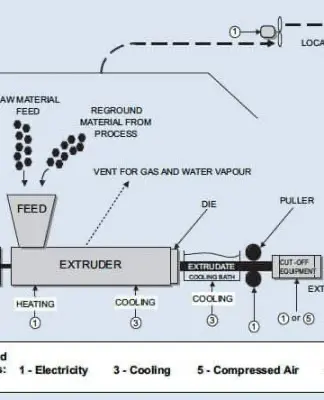 1
LOCA
AW MATERIAL
FEED
REGROUND
MATERIAL FROM
PROCESS
VENT FOR GAS AND WATER VAPOUR
DIE
PULLER
FEED
EXTRUDER
EXTRUDATE
COOLING BATH
CUT-OFF
EQUIPMENT
EXT
HEATING
COOLING
COOLING
1
3
3
1
1 or 5
d
s: 1 - Electricity 3 - Cooling 5 - Compressed Air